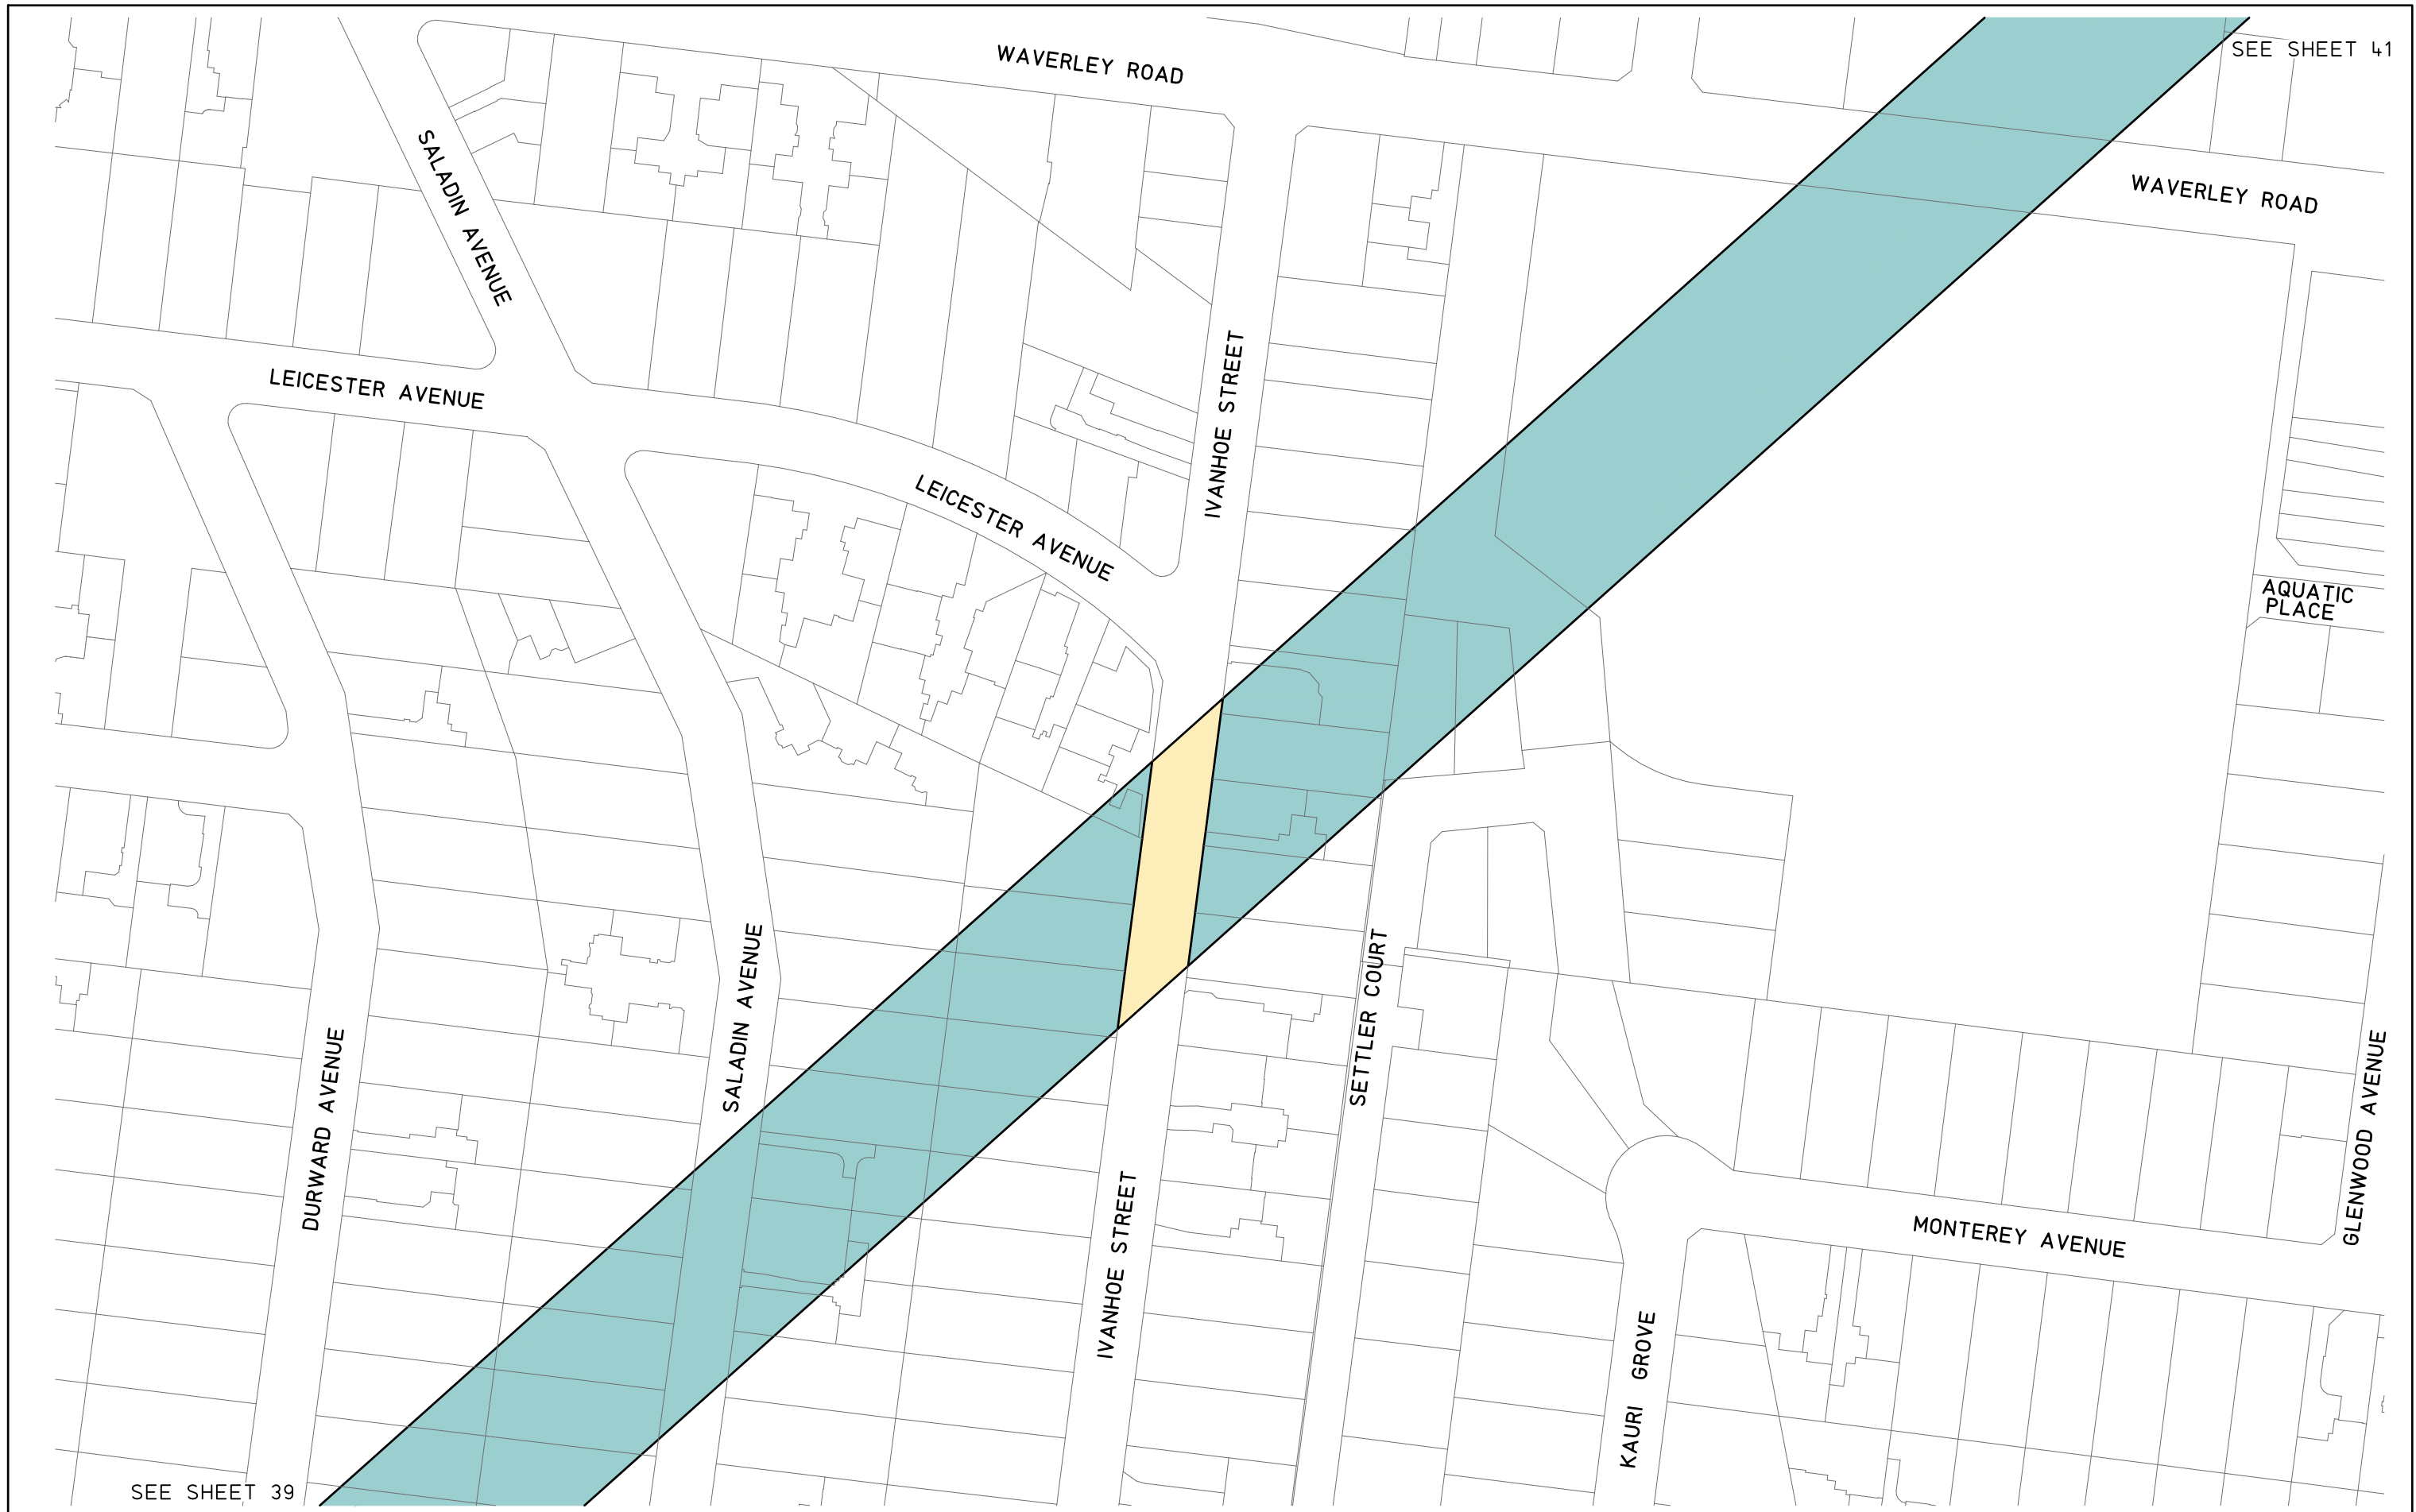 WAVERLEY ROAD
SEE SHEET 41
SALADIN AVENUE
WAVERLEY ROAD
LEICESTER AVENUE
IVANHOE STREET
LEICESTER AVENUE
AQUATIC
PLACE
SALADIN AVENUE
SETTLER COURT
DURWARD AVENUE
GLENWOOD AVENUE
IVANHOE STREET
MONTEREY AVENUE
KAURI GROVE
SEE SHEET 39